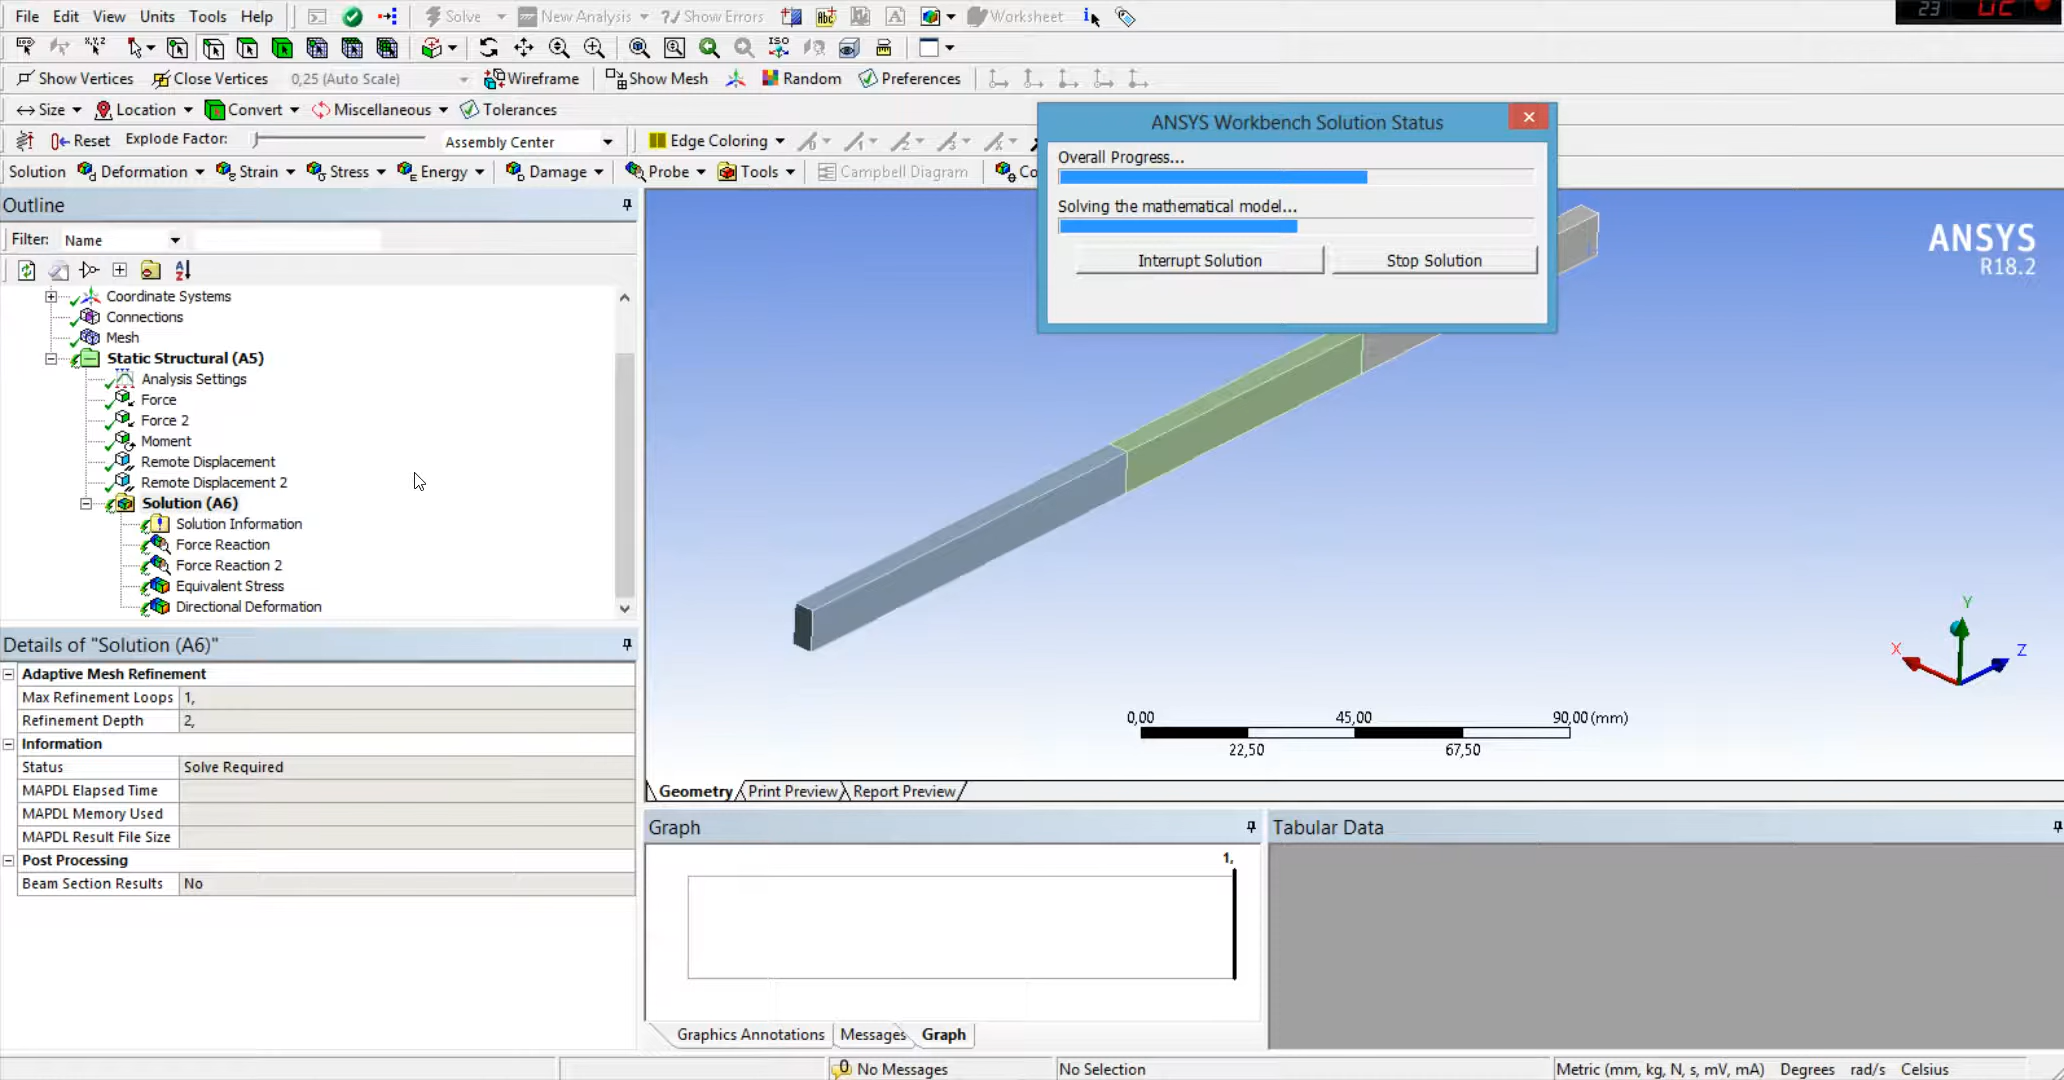 File Edit View Units Tools Help Solve New Analysis ?/ Show Errors Worksheet
Show Vertices Close Vertices 0,25 (Auto Scale) Wireframe Show Mesh Random Preferences
Size Location Convert Miscellaneous Tolerances
Reset Explode Factor: Assembly Center Edge Coloring
Solution Deformation Strain Stress Energy Damage Probe Tools Campbell Diagram Co
ANSYS Workbench Solution Status
Overall Progress...
Solving the mathematical model...
Interrupt Solution Stop Solution
Outline
Filter: Name
Coordinate Systems
Connections
Mesh
Static Structural (A5)
Analysis Settings
Force
Force 2
Moment
Remote Displacement
Remote Displacement 2
Solution (A6)
Solution Information
Force Reaction
Force Reaction 2
Equivalent Stress
Directional Deformation
Details of "Solution (A6)"
Adaptive Mesh Refinement
Max Refinement Loops 1,
Refinement Depth 2,
Information
Status Solve Required
MAPDL Elapsed Time
MAPDL Memory Used
MAPDL Result File Size
Post Processing
Beam Section Results No
ANSYS
R18.2
Y
X
Z
0,00 45,00 90,00 (mm)
22,50 67,50
Geometry Print Preview Report Preview
Graph
1,
Tabular Data
Graphics Annotations Messages Graph
0 No Messages No Selection Metric (mm, kg, N, s, mV, mA) Degrees rad/s Celsius